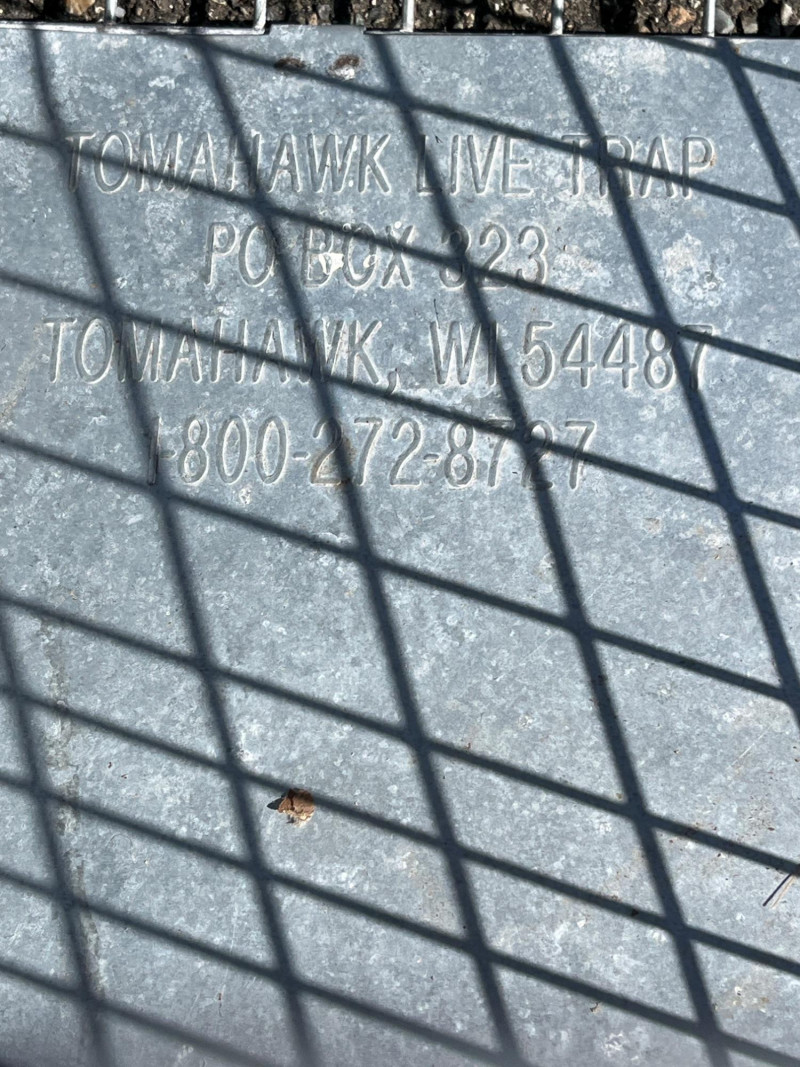 TOMAHAWK LIVE TRAP
PO BOX 323
TOMAHAWK, WI 54487
1-800-272-8727